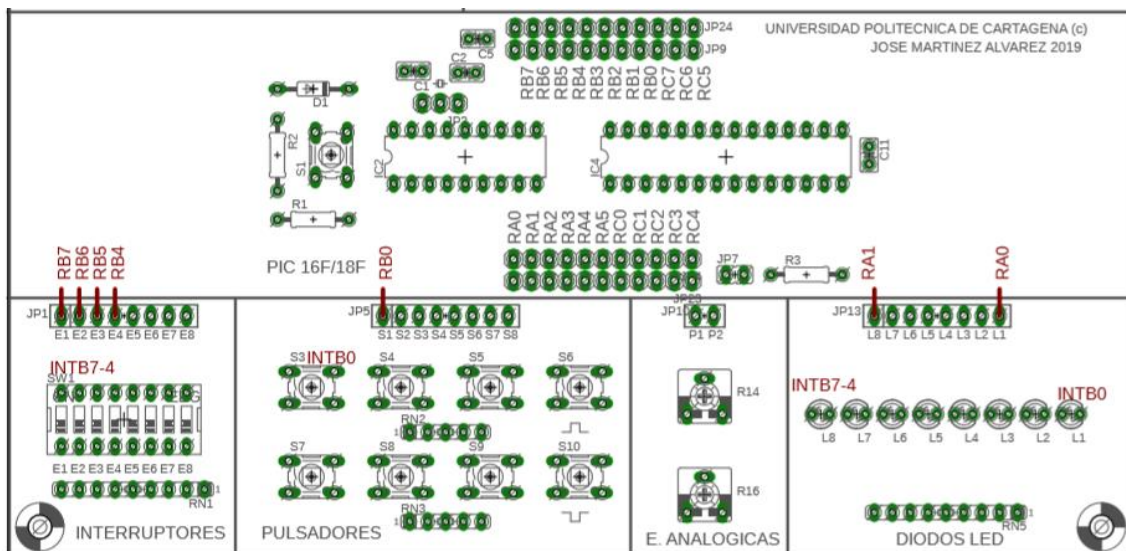 UNIVERSIDAD POLITECNICA DE CARTAGENA (c)
JOSE MARTINEZ ALVAREZ 2019
JP24
JP9
C5
C2
C1
D1
RB7
RB6
RB5
RB4
RB3
RB2
RB1
RB0
RC7
RC6
RC5
R2
S1
IC2
IC4
C11
R1
PIC 16F/18F
RA0
RA1
RA2
RA3
RA4
RA5
RC0
RC1
RC2
RC3
RC4
JP7
R3
RB7
RB6
RB5
RB4
RB0
RA1
RA0
JP1
E1 E2 E3 E4 E5 E6 E7 E8
INTB7-4
SW1
E1 E2 E3 E4 E5 E6 E7 E8
RN1
INTERRUPTORES
JP5
S1 S2 S3 S4 S5 S6 S7 S8
INTB0
S3 S4 S5 S6
RN2
1
S7 S8 S9 S10
RN3
1
PULSADORES
P1 P2
R14
R16
E. ANALOGICAS
JP13
L8 L7 L6 L5 L4 L3 L2 L1
INTB7-4
INTB0
L8 L7 L6 L5 L4 L3 L2 L1
RN5
1
DIODOS LED